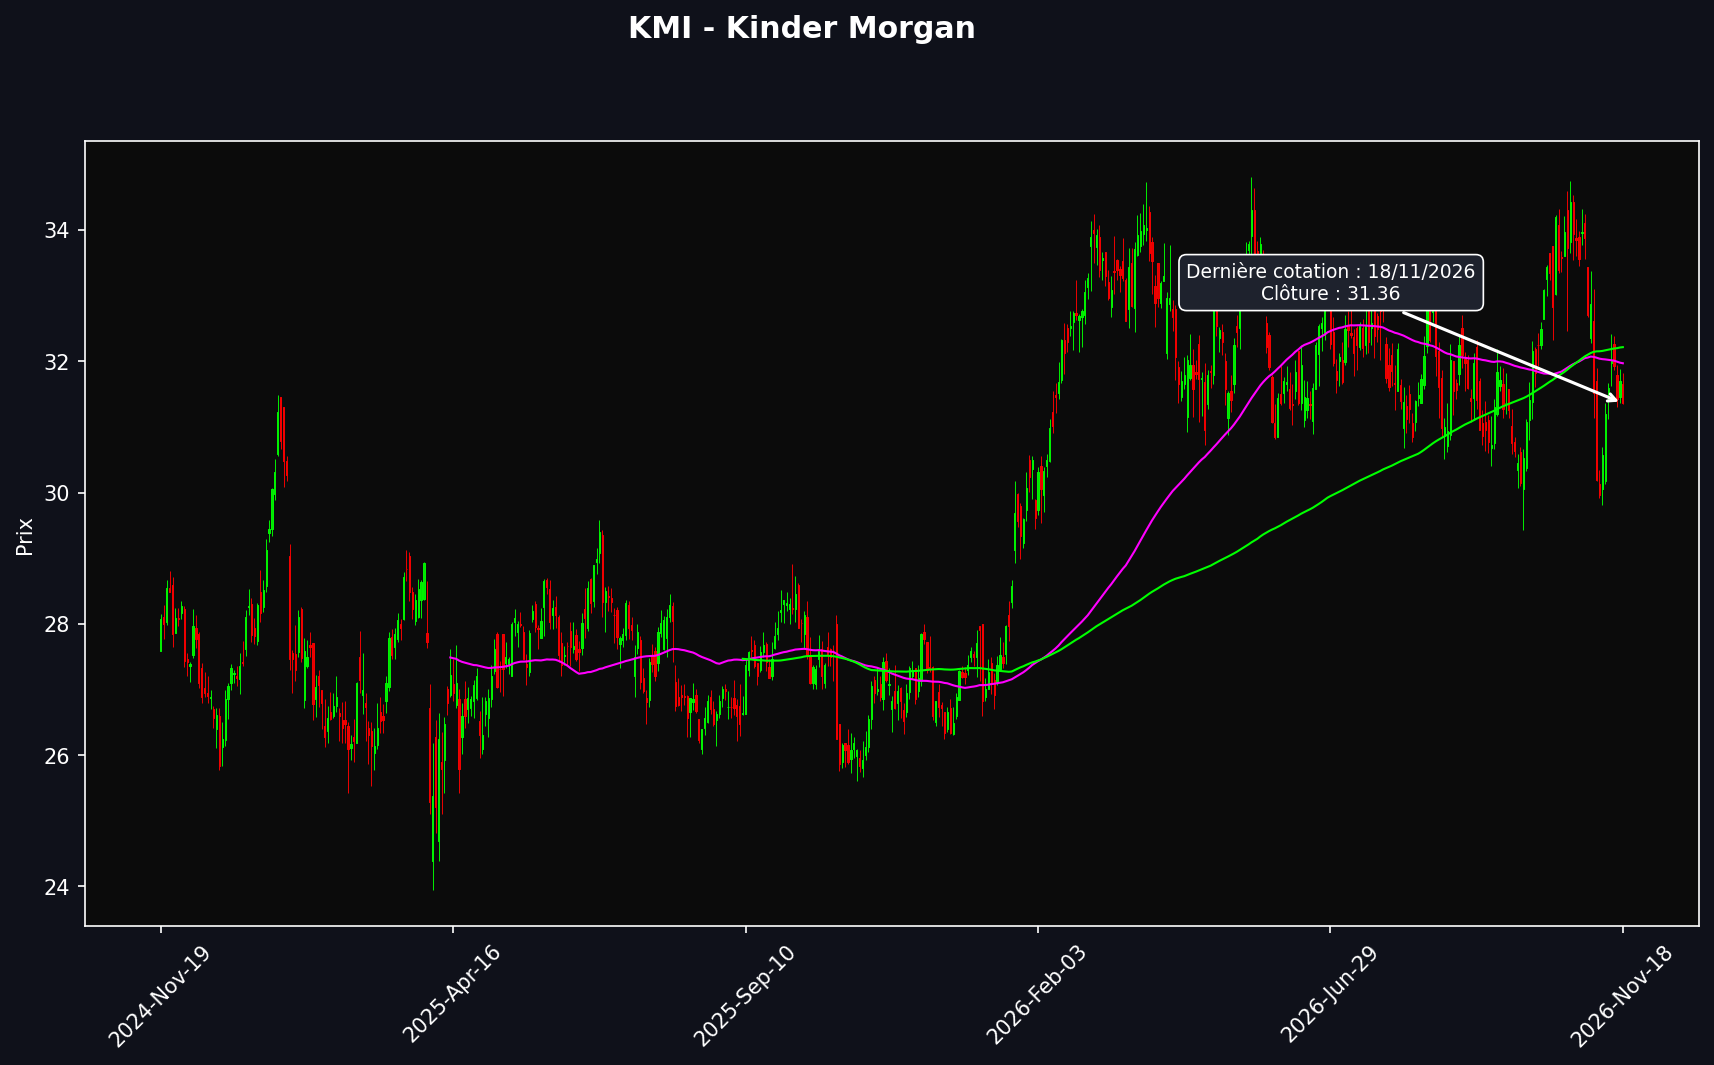 KMI - Kinder Morgan
Dernière cotation : 18/11/2026
Clôture : 31.36
Prix
34
32
30
28
26
24
2024-Nov-19
2025-Apr-16
2025-Sep-10
2026-Feb-03
2026-Jun-29
2026-Nov-18